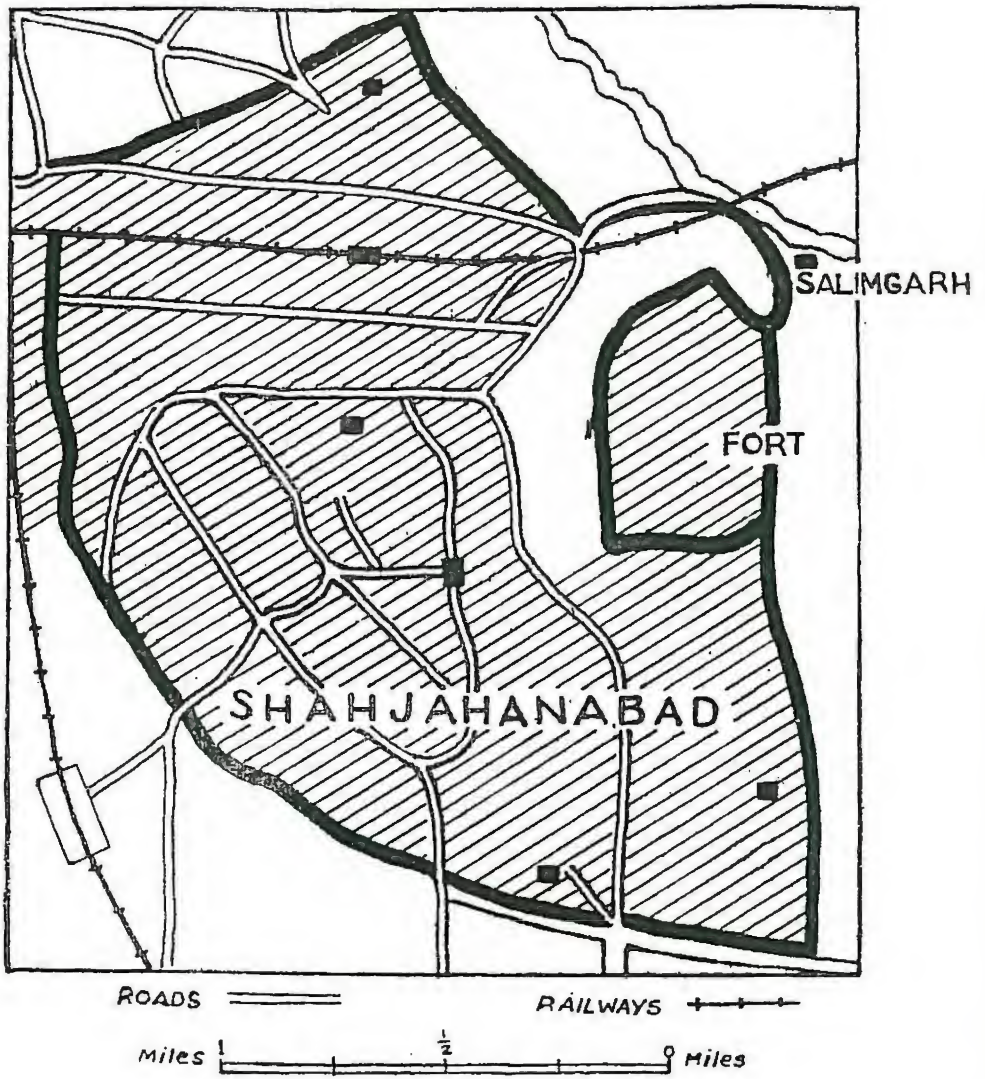 SALIMGARH
FORT
SHAHJAHANABAD
ROADS RAILWAYS
Miles 1 ½ 0 Miles